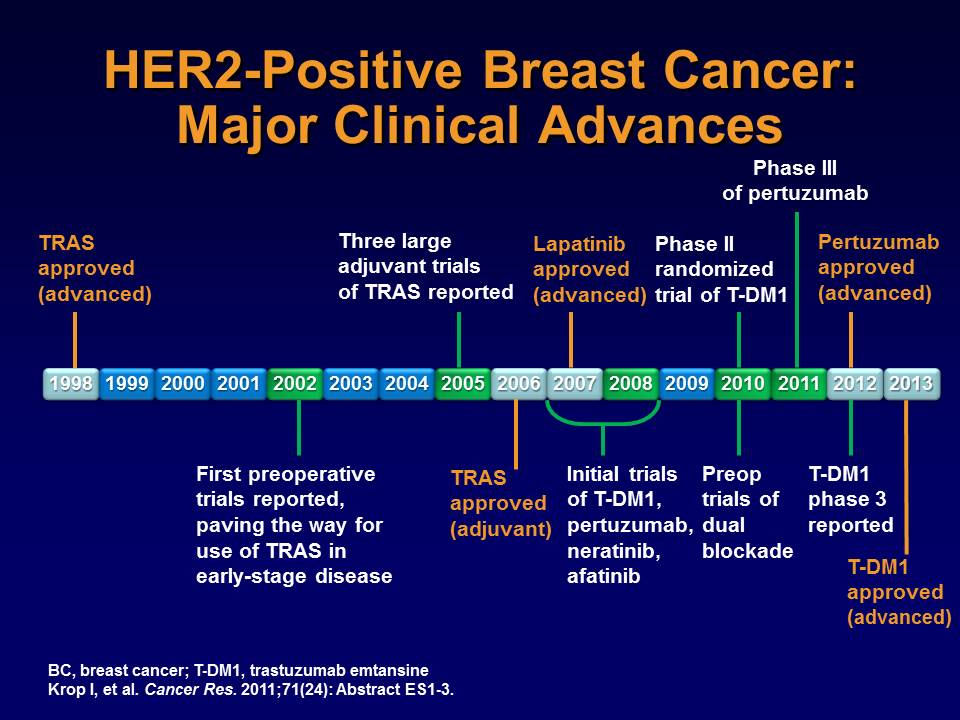 HER2-Positive Breast Cancer:
Major Clinical Advances
Phase III
of pertuzumab
TRAS
approved
(advanced)
Three large
adjuvant trials
of TRAS reported
Lapatinib
approved
(advanced)
Phase II
randomized
trial of T-DM1
Pertuzumab
approved
(advanced)
1998 1999 2000 2001 2002 2003 2004 2005 2006 2007 2008 2009 2010 2011 2012 2013
First preoperative
trials reported,
paving the way for
use of TRAS in
early-stage disease
TRAS
approved
(adjuvant)
Initial trials
of T-DM1,
pertuzumab,
neratinib,
afatinib
Preop
trials of
dual
blockade
T-DM1
phase 3
reported
T-DM1
approved
(advanced)
BC, breast cancer; T-DM1, trastuzumab emtansine
Krop I, et al. Cancer Res. 2011;71(24): Abstract ES1-3.